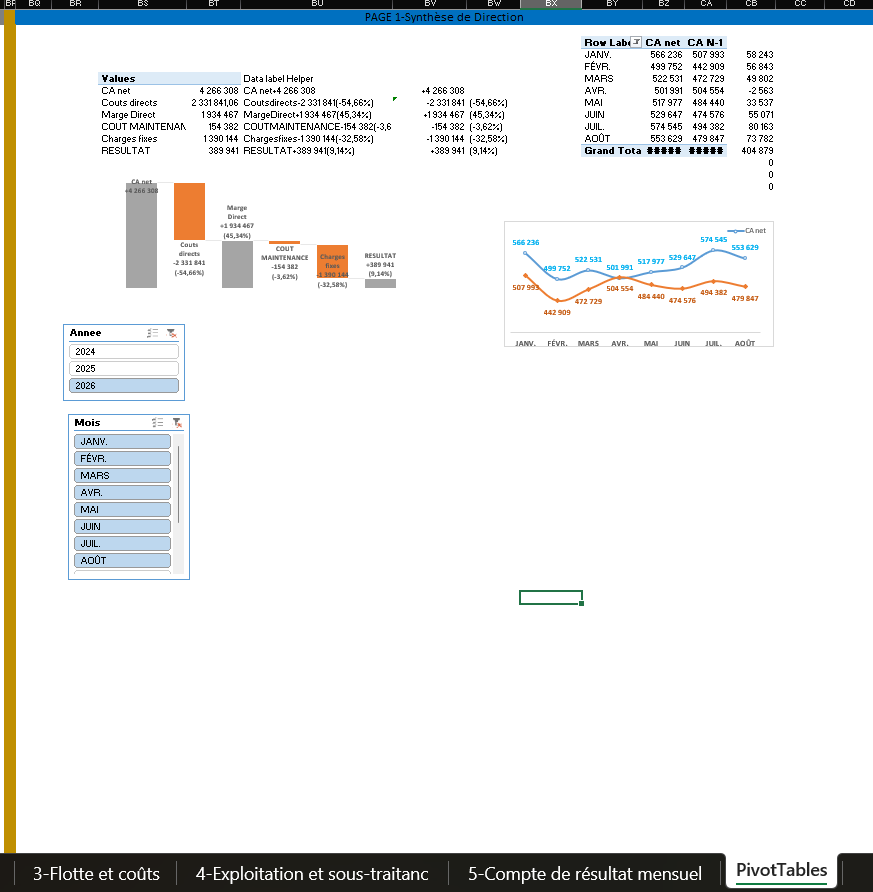 BF BQ BR BS BT BU BV BW BX BY BZ CA CB CC CD
PAGE 1-Synthèse de Direction
Row Labe CA net CA N-1
JANV. 566 236 507 993 58 243
FÉVR. 499 752 442 909 56 843
MARS 522 531 472 729 49 802
AVR. 501 991 504 554 -2 563
MAI 517 977 484 440 33 537
JUIN 529 647 474 576 55 071
JUIL. 574 545 494 382 80 163
AOÛT 553 629 479 847 73 782
Grand Tota ##### ##### 404 879
0
0
0
Values Data label Helper
CA net 4 266 308 CA net+4 266 308 +4 266 308
Couts directs 2 331 841,06 Coutsdirects-2 331 841(-54,66%) -2 331 841 (-54,66%)
Marge Direct 1 934 467 MargeDirect+1 934 467(45,34%) +1 934 467 (45,34%)
COUT MAINTENAN 154 382 COUTMAINTENANCE-154 382(-3,6 -154 382 (-3,62%)
Charges fixes 1 390 144 Chargesfixes-1 390 144(-32,58%) -1 390 144 (-32,58%)
RESULTAT 389 941 RESULTAT+389 941(9,14%) +389 941 (9,14%)
CA net
+4 266 308
Couts
directs
-2 331 841
(-54,66%)
Marge
Direct
+1 934 467
(45,34%)
COUT
MAINTENANCE
-154 382
(-3,62%)
Charges
fixes
-1 390 144
(-32,58%)
RESULTAT
+389 941
(9,14%)
CA net
566 236 499 752 522 531 501 991 517 977 529 647 574 545 553 629
507 993 442 909 472 729 504 554 484 440 474 576 494 382 479 847
JANV. FÉVR. MARS AVR. MAI JUIN JUIL. AOÛT
Annee
2024
2025
2026
Mois
JANV.
FÉVR.
MARS
AVR.
MAI
JUIN
JUIL.
AOÛT
3-Flotte et coûts 4-Exploitation et sous-traitanc 5-Compte de résultat mensuel PivotTables